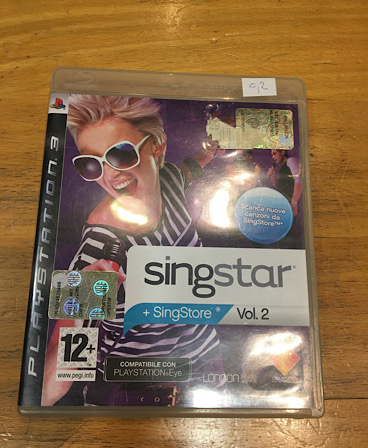 92
PLAYSTATION 3
Scarica nuove
canzoni da
SingStore™*
singstar®
+ SingStore* Vol. 2
12+
www.pegi.info
COMPATIBILE CON
PLAYSTATION®Eye
LONDON